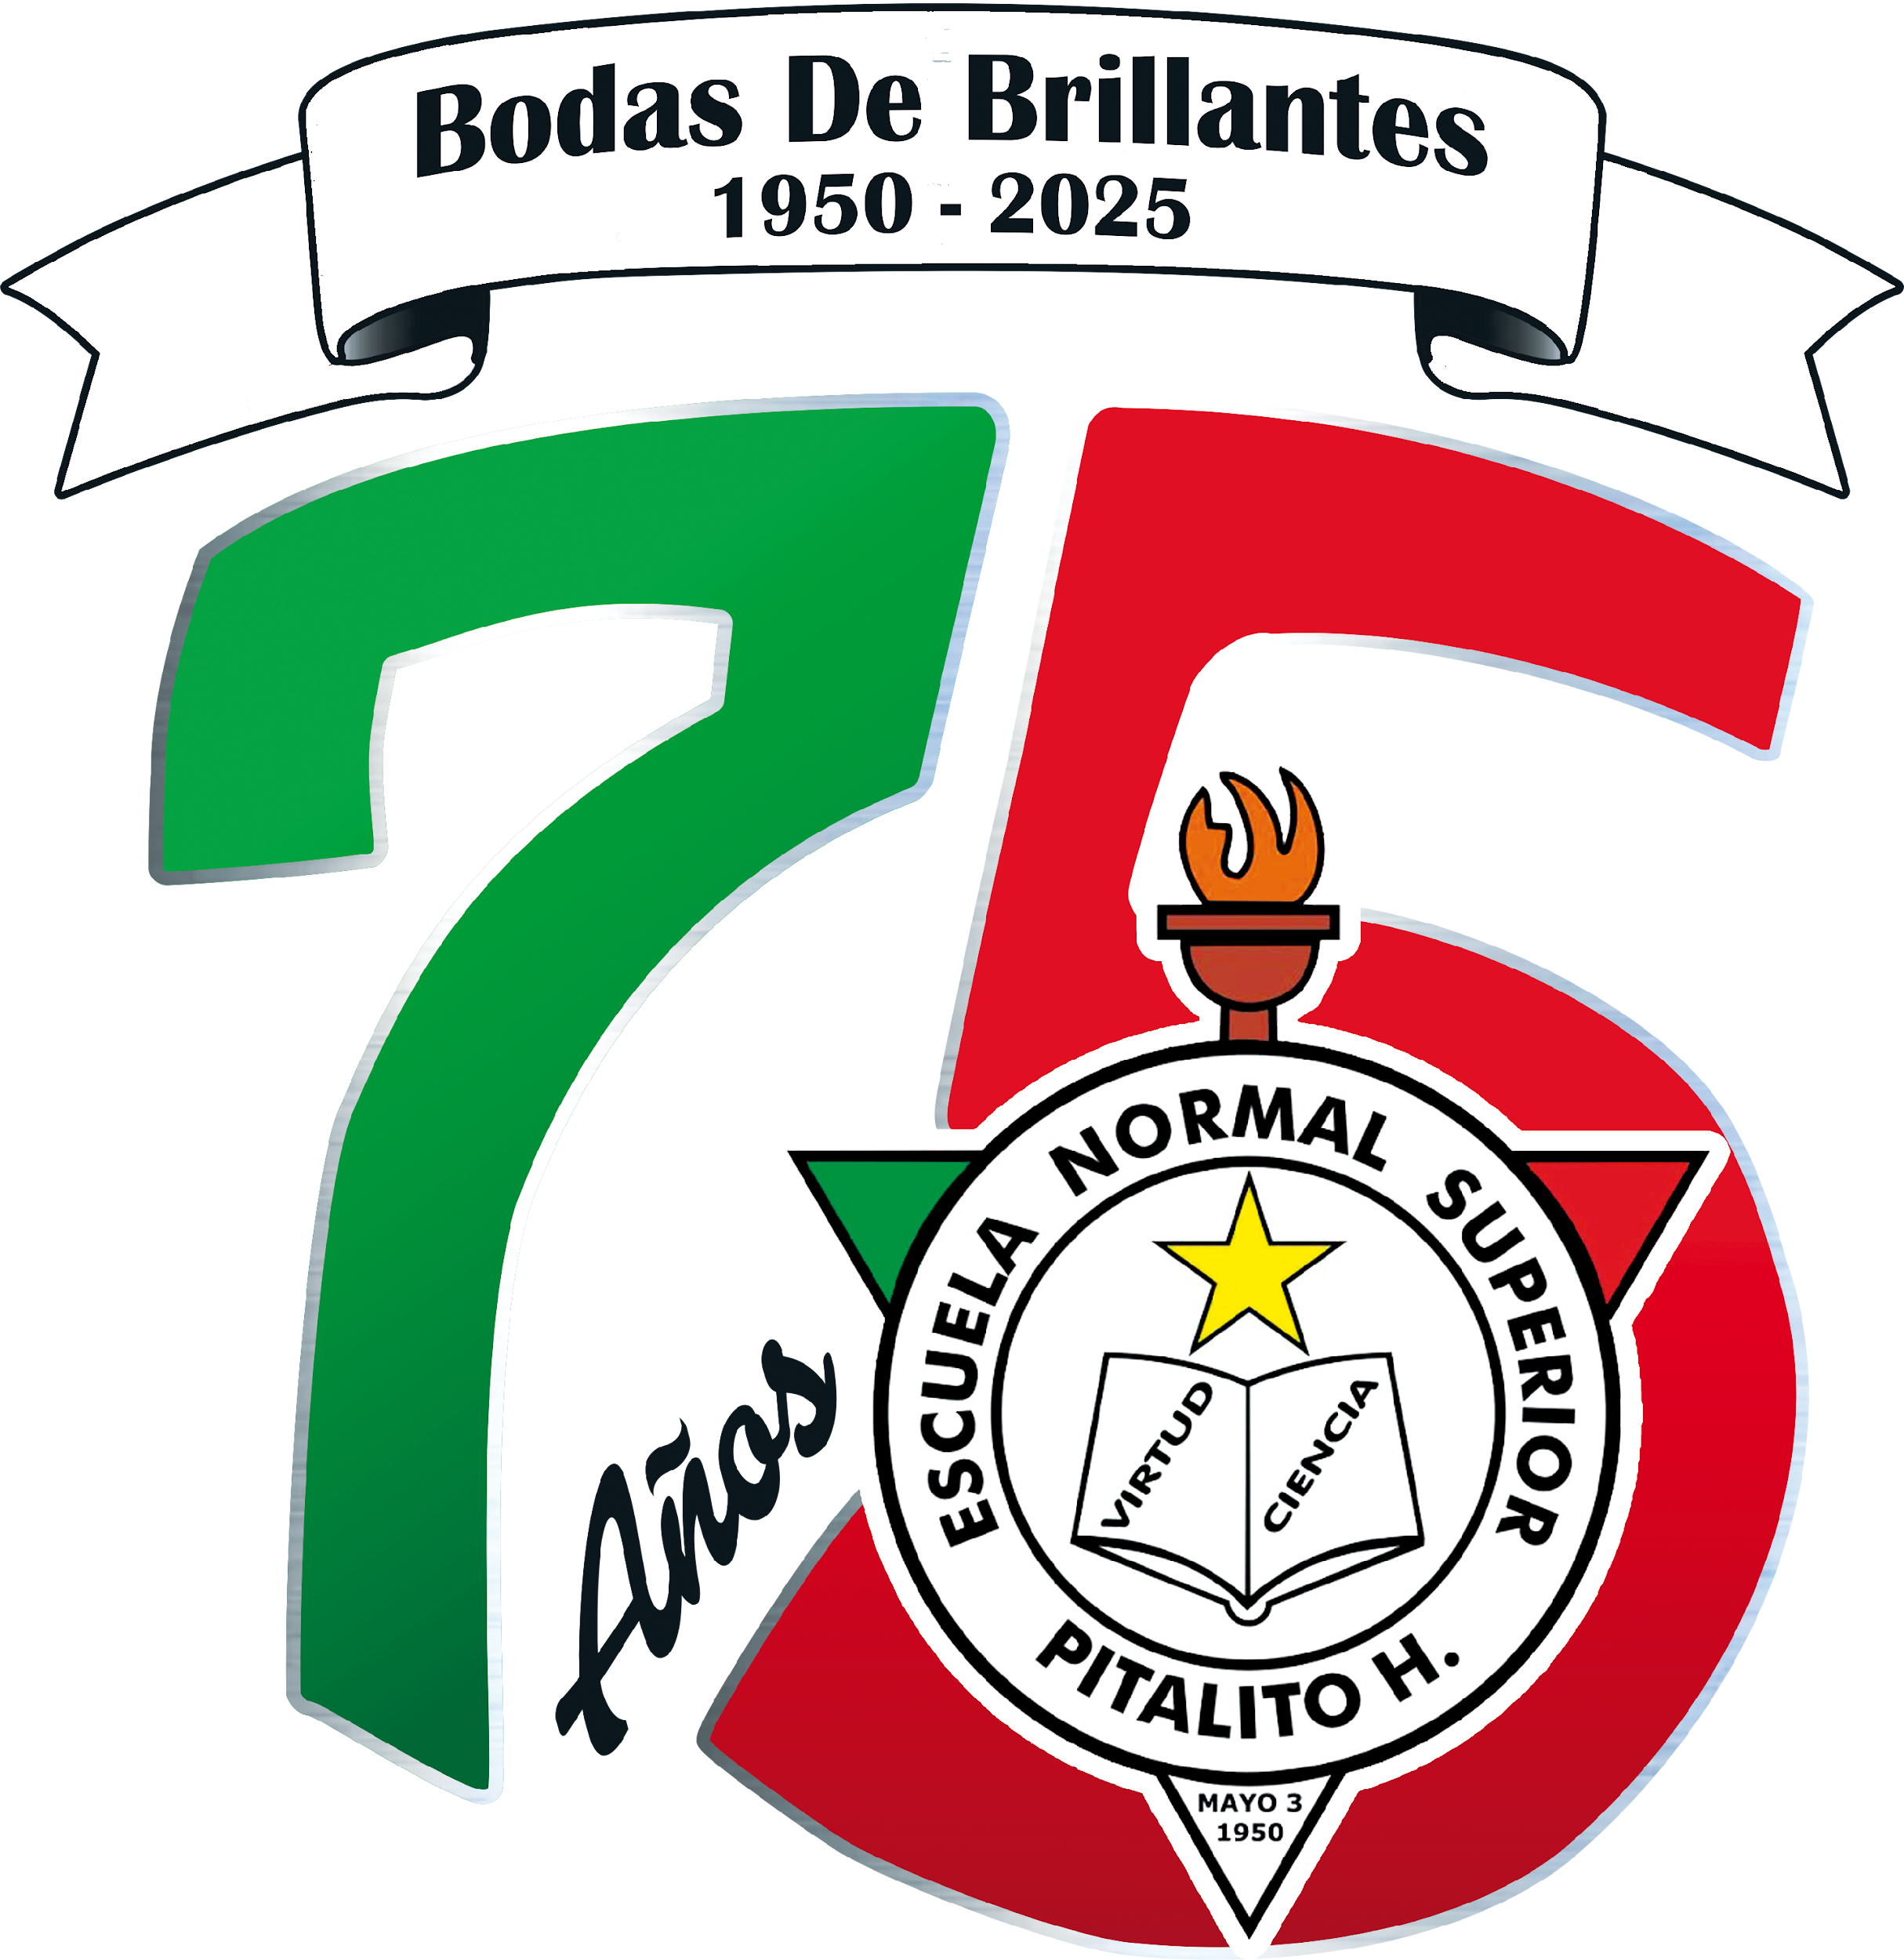 Bodas De Brillantes
1950 - 2025
75
Años
ESCUELA NORMAL SUPERIOR
VIRTUD
CIENCIA
PITALITO H.
MAYO 3
1950